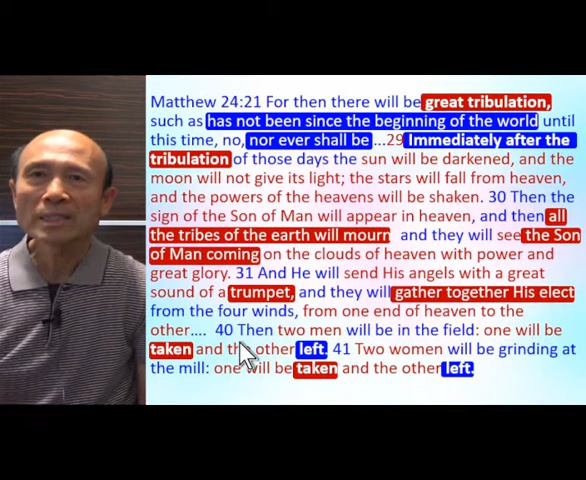 Matthew 24:21 For then there will be great tribulation,
such as has not been since the beginning of the world until
this time, no, nor ever shall be ...29 Immediately after the
tribulation of those days the sun will be darkened, and the
moon will not give its light; the stars will fall from heaven,
and the powers of the heavens will be shaken. 30 Then the
sign of the Son of Man will appear in heaven, and then all
the tribes of the earth will mourn and they will see the Son
of Man coming on the clouds of heaven with power and
great glory. 31 And He will send His angels with a great
sound of a trumpet, and they will gather together His elect
from the four winds, from one end of heaven to the
other.... 40 Then two men will be in the field: one will be
taken and the other left. 41 Two women will be grinding at
the mill: one will be taken and the other left.